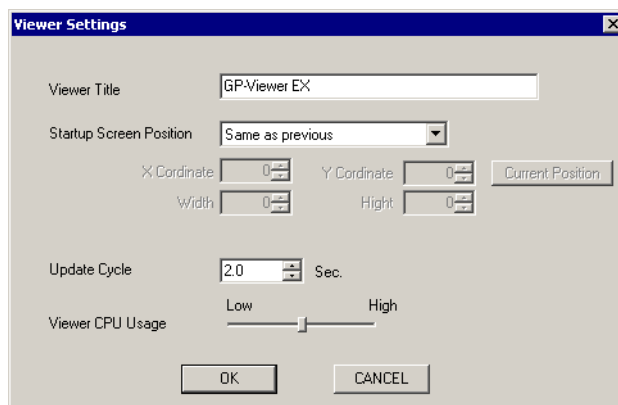 Viewer Settings
Viewer Title GP-Viewer EX
Startup Screen Position Same as previous
X Cordinate 0 Y Cordinate 0 Current Position
Width 0 Hight 0
Update Cycle 2.0 Sec.
Low High
Viewer CPU Usage
OK CANCEL